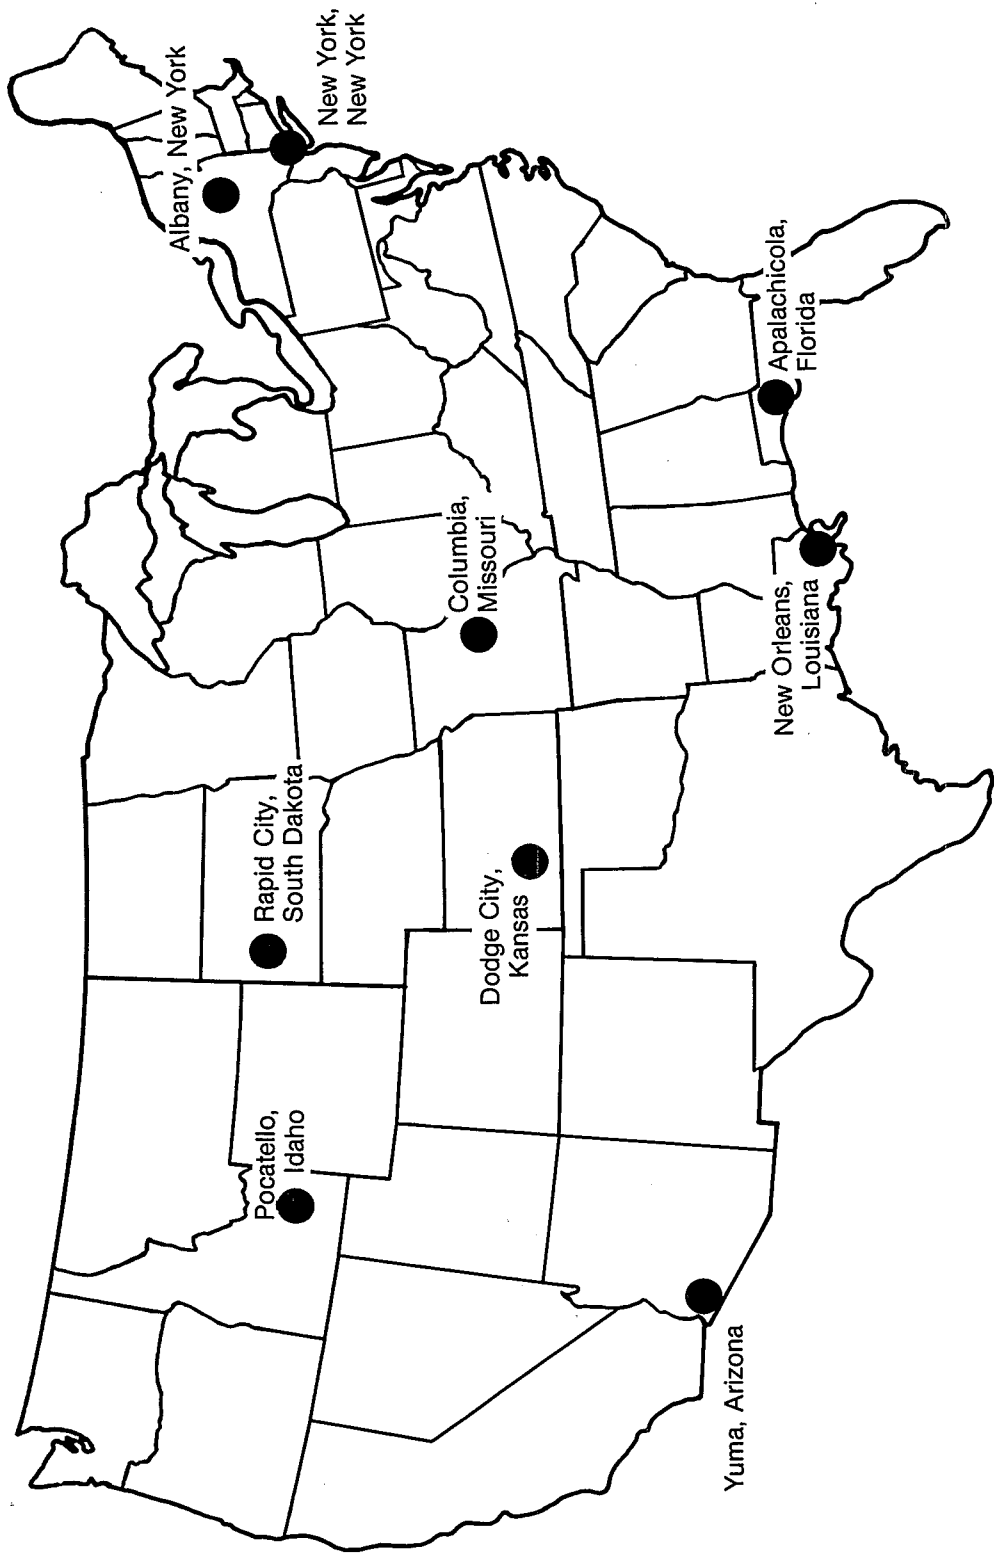 Pocatello,
Idaho
Rapid City,
South Dakota
Albany, New York
New York,
New York
Columbia,
Missouri
Dodge City,
Kansas
Yuma, Arizona
New Orleans,
Louisiana
Apalachicola,
Florida